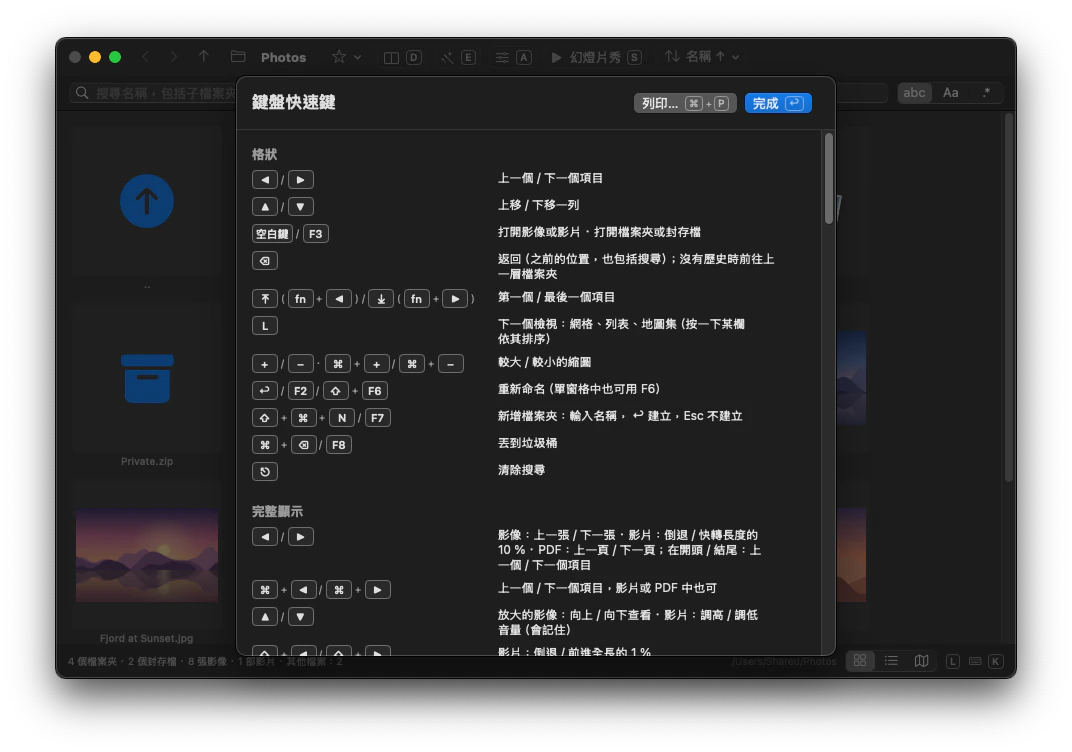 Photos D E A 幻燈片秀 S 名稱
搜尋名稱，包括子檔案夾 abc Aa .*
鍵盤快速鍵 列印... ⌘ + P 完成 ↩
格狀
◀ / ▶ 上一個 / 下一個項目
▲ / ▼ 上移 / 下移一列
空白鍵 / F3 打開影像或影片 · 打開檔案夾或封存檔
⌫ 返回 (之前的位置，也包括搜尋)；沒有歷史時前往上
一層檔案夾
⤒ ( fn + ◀ ) / ⤓ ( fn + ▶ ) 第一個 / 最後一個項目
L 下一個檢視：網格、列表、地圖集 (按一下某欄
依其排序)
+ / − · ⌘ + + / ⌘ + − 較大 / 較小的縮圖
↩ / F2 / ⇧ + F6 重新命名 (單窗格中也可用 F6)
⇧ + ⌘ + N / F7 新增檔案夾：輸入名稱， ↩ 建立，Esc 不建立
⌘ + ⌫ / F8 丟到垃圾桶
⎋ 清除搜尋
完整顯示
◀ / ▶ 影像：上一張 / 下一張 · 影片：倒退 / 快轉長度的
10 % · PDF：上一頁 / 下一頁；在開頭 / 結尾：上
一個 / 下一個項目
⌘ + ◀ / ⌘ + ▶ 上一個 / 下一個項目，影片或 PDF 中也可
▲ / ▼ 放大的影像：向上 / 向下查看 · 影片：調高 / 調低
音量 (會記住)
⇧ + ◀ / ⇧ + ▶ 影片：倒退 / 前進全長的 1 %
..
Private.zip
Fjord at Sunset.jpg
4 個檔案夾 · 2 個封存檔 · 8 張影像 · 1 部影片 · 其他檔案：2 /Users/Shared/Photos L K